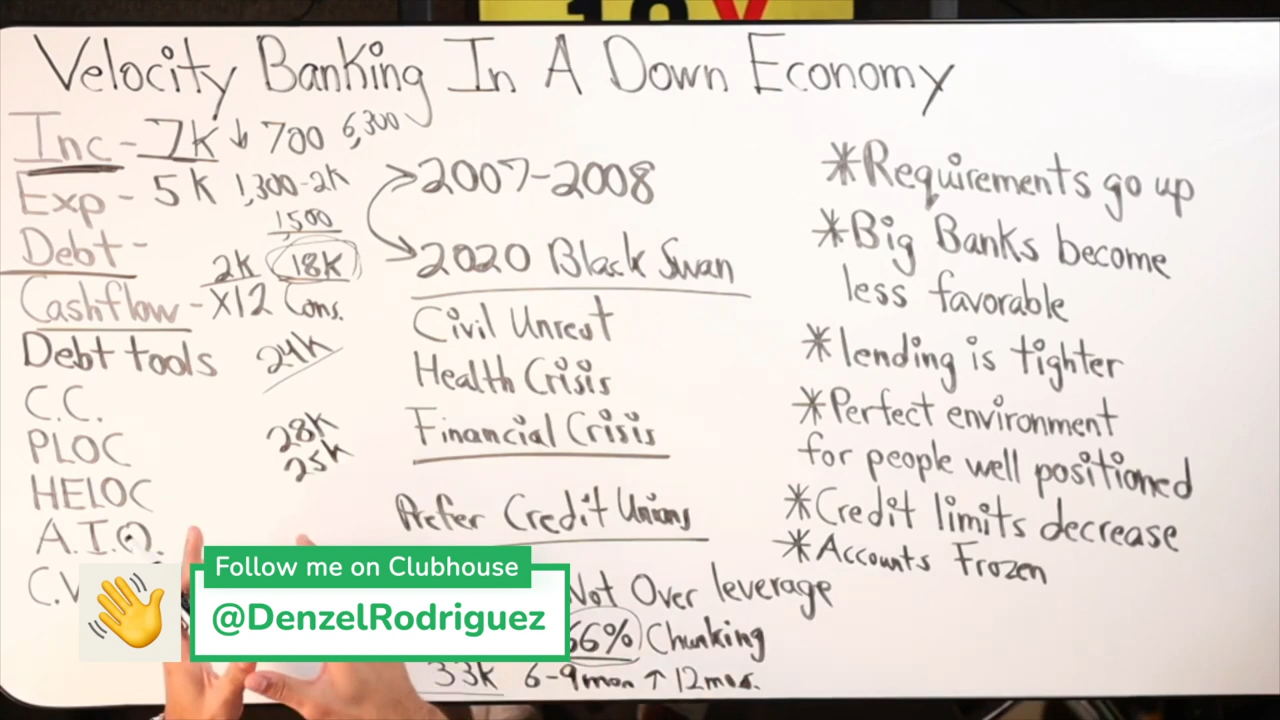 Velocity Banking In A Down Economy
Inc - 7K ↓ 700 6,300
Exp - 5K 1,300-2K
1,500
Debt -
2K 18K
Cashflow - X12 Cons.
Debt tools 24K
C.C.
PLOC 28K
25K
HELOC
A.I.O.
C.V
>2007-2008
>2020 Black Swan
Civil Unrest
Health Crisis
Financial Crisis
Prefer Credit Unions
Not Over leverage
66% Chunking
33K 6-9mon ↑ 12mos.
*Requirements go up
*Big Banks become
less favorable
*lending is tighter
*Perfect environment
for people well positioned
*Credit limits decrease
*Accounts Frozen
Follow me on Clubhouse
@DenzelRodriguez